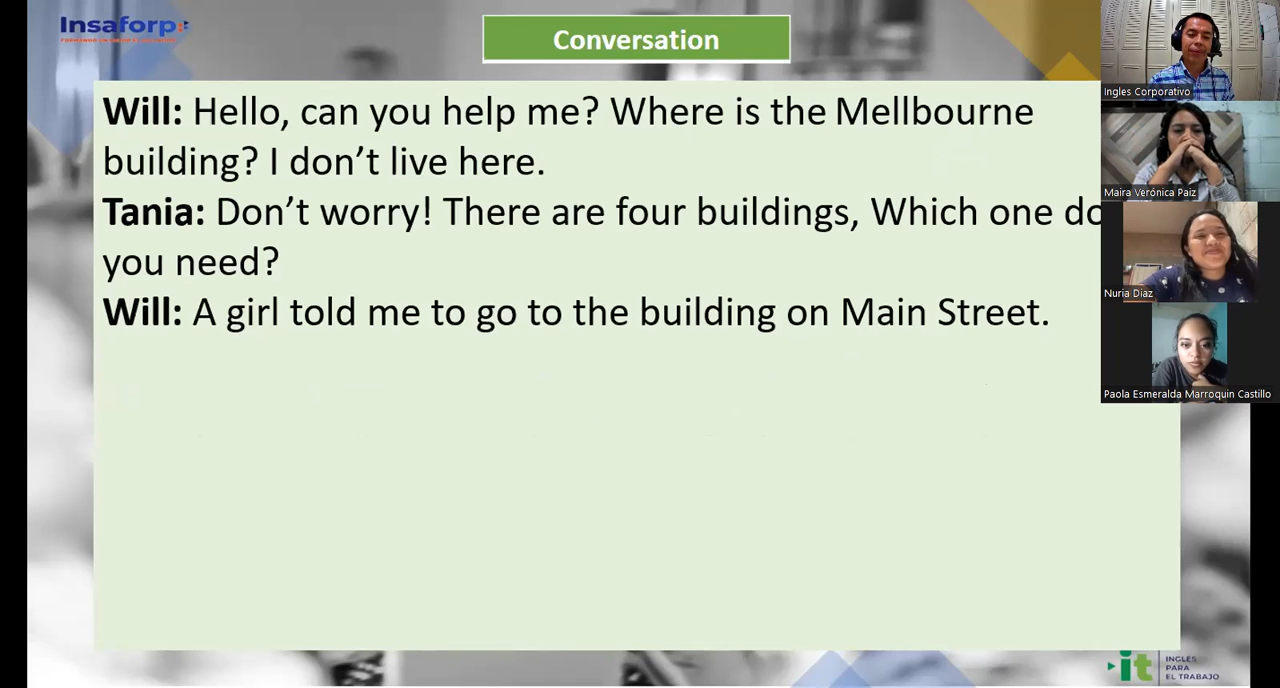 Insaforp
Conversation
Will: Hello, can you help me? Where is the Mellbourne
building? I don't live here.
Tania: Don't worry! There are four buildings, Which one do
you need?
Will: A girl told me to go to the building on Main Street.
Ingles Corporativo
Maira Verónica Paiz
Nuria Díaz
Paola Esmeralda Marroquin Castillo
it
INGLÉS
PARA
EL TRABAJO